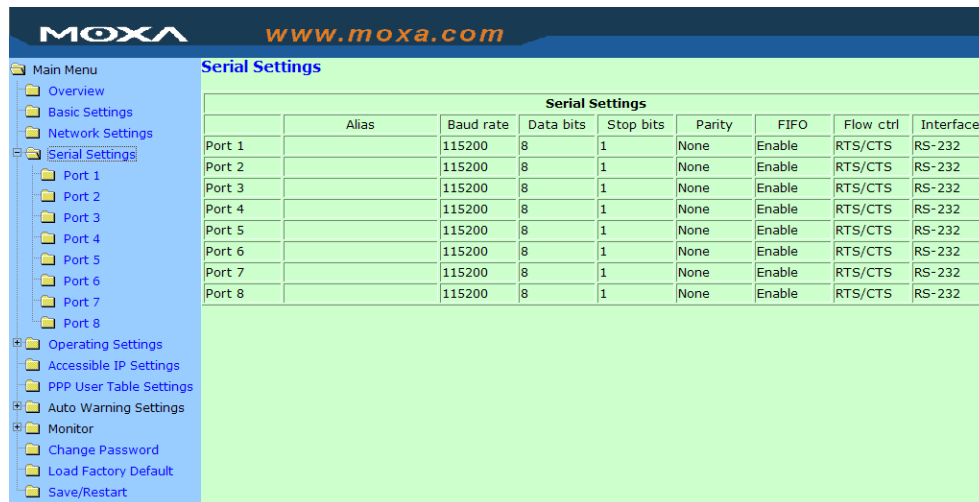 MOXA www.moxa.com
Main Menu
Overview
Basic Settings
Network Settings
Serial Settings
Port 1
Port 2
Port 3
Port 4
Port 5
Port 6
Port 7
Port 8
Operating Settings
Accessible IP Settings
PPP User Table Settings
Auto Warning Settings
Monitor
Change Password
Load Factory Default
Save/Restart
Serial Settings
Serial Settings
Alias Baud rate Data bits Stop bits Parity FIFO Flow ctrl Interface
Port 1 115200 8 1 None Enable RTS/CTS RS-232
Port 2 115200 8 1 None Enable RTS/CTS RS-232
Port 3 115200 8 1 None Enable RTS/CTS RS-232
Port 4 115200 8 1 None Enable RTS/CTS RS-232
Port 5 115200 8 1 None Enable RTS/CTS RS-232
Port 6 115200 8 1 None Enable RTS/CTS RS-232
Port 7 115200 8 1 None Enable RTS/CTS RS-232
Port 8 115200 8 1 None Enable RTS/CTS RS-232